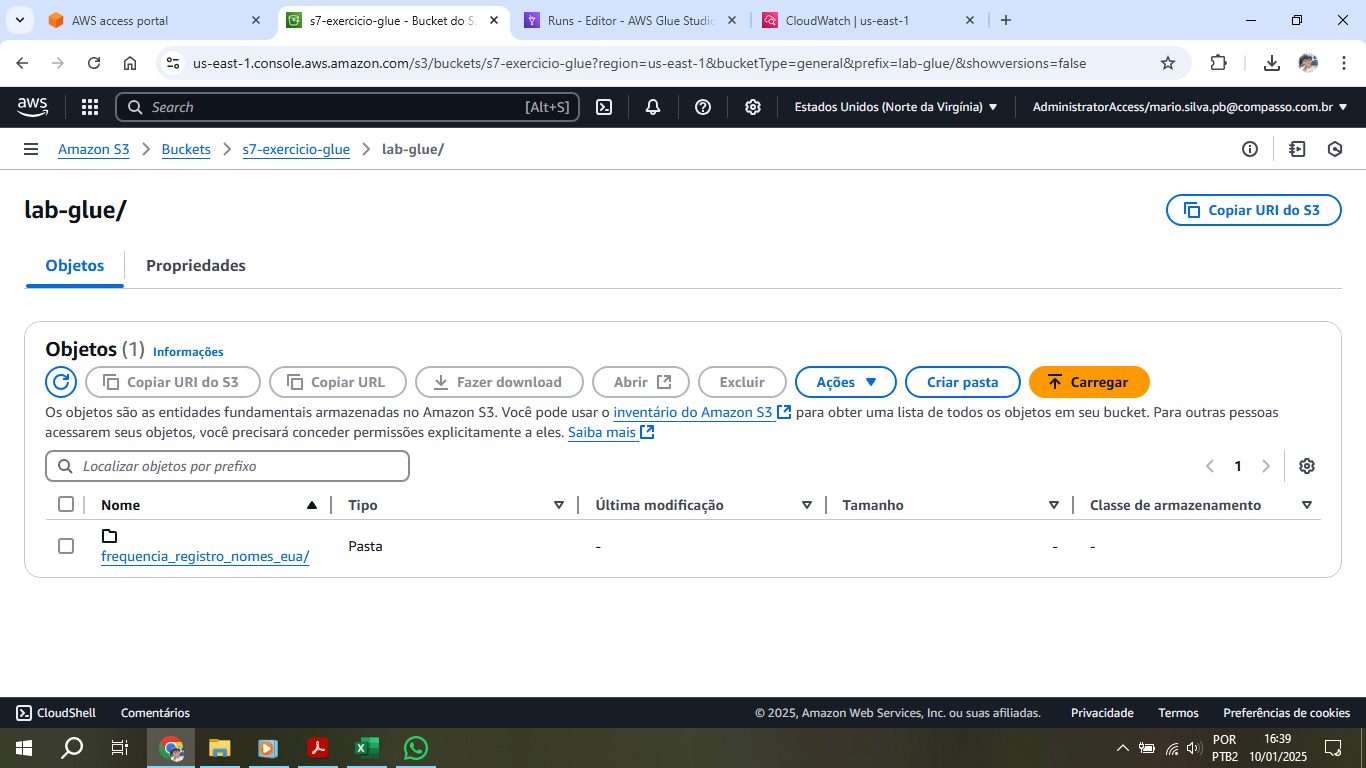 AWS access portal
s7-exercicio-glue - Bucket do S
Runs - Editor - AWS Glue Studio
CloudWatch | us-east-1
us-east-1.console.aws.amazon.com/s3/buckets/s7-exercicio-glue?region=us-east-1&bucketType=general&prefix=lab-glue/&showversions=false
aws
Search
[Alt+S]
Estados Unidos (Norte da Virgínia)
AdministratorAccess/mario.silva.pb@compasso.com.br
Amazon S3 > Buckets > s7-exercicio-glue > lab-glue/
lab-glue/
Copiar URI do S3
Objetos
Propriedades
Objetos (1) Informações
Copiar URI do S3
Copiar URL
Fazer download
Abrir
Excluir
Ações
Criar pasta
Carregar
Os objetos são as entidades fundamentais armazenadas no Amazon S3. Você pode usar o inventário do Amazon S3 para obter uma lista de todos os objetos em seu bucket. Para outras pessoas
acessarem seus objetos, você precisará conceder permissões explicitamente a eles. Saiba mais
Localizar objetos por prefixo
1
Nome
Tipo
Última modificação
Tamanho
Classe de armazenamento
frequencia_registro_nomes_eua/
Pasta
-
-
-
CloudShell
Comentários
© 2025, Amazon Web Services, Inc. ou suas afiliadas.
Privacidade
Termos
Preferências de cookies
POR
PTB2
16:39
10/01/2025